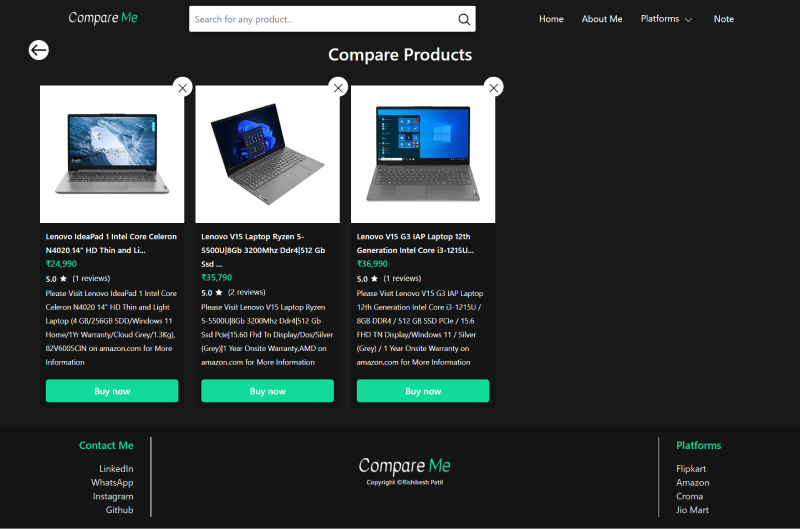 Compare Me
Search for any product...
Home
About Me
Platforms
Note
Compare Products
Lenovo IdeaPad 1 Intel Core Celeron
N4020 14" HD Thin and Li...
₹24,990
5.0 ★ (1 reviews)
Please Visit Lenovo IdeaPad 1 Intel Core
Celeron N4020 14" HD Thin and Light
Laptop (4 GB/256GB SDD/Windows 11
Home/1Yr Warranty/Cloud Grey/1.3Kg),
82V6005CIN on amazon.com for More
Information
Buy now
Lenovo V15 Laptop Ryzen 5-
5500U|8Gb 3200Mhz Ddr4|512 Gb
Ssd ...
₹35,790
5.0 ★ (2 reviews)
Please Visit Lenovo V15 Laptop Ryzen
5-5500U|8Gb 3200Mhz Ddr4|512 Gb
Ssd Pcie|15.60 Fhd Tn Display/Dos/Silver
(Grey)|1 Year Onsite Warranty,AMD on
amazon.com for More Information
Buy now
Lenovo V15 G3 IAP Laptop 12th
Generation Intel Core i3-1215U...
₹36,990
5.0 ★ (1 reviews)
Please Visit Lenovo V15 G3 IAP Laptop
12th Generation Intel Core i3-1215U /
8GB DDR4 / 512 GB SSD PCIe / 15.6
FHD TN Display/Windows 11 / Silver
(Grey) / 1 Year Onsite Warranty on
amazon.com for More Information
Buy now
Contact Me
LinkedIn
WhatsApp
Instagram
Github
Compare Me
Copyright ©Rishikesh Patil
Platforms
Flipkart
Amazon
Croma
Jio Mart